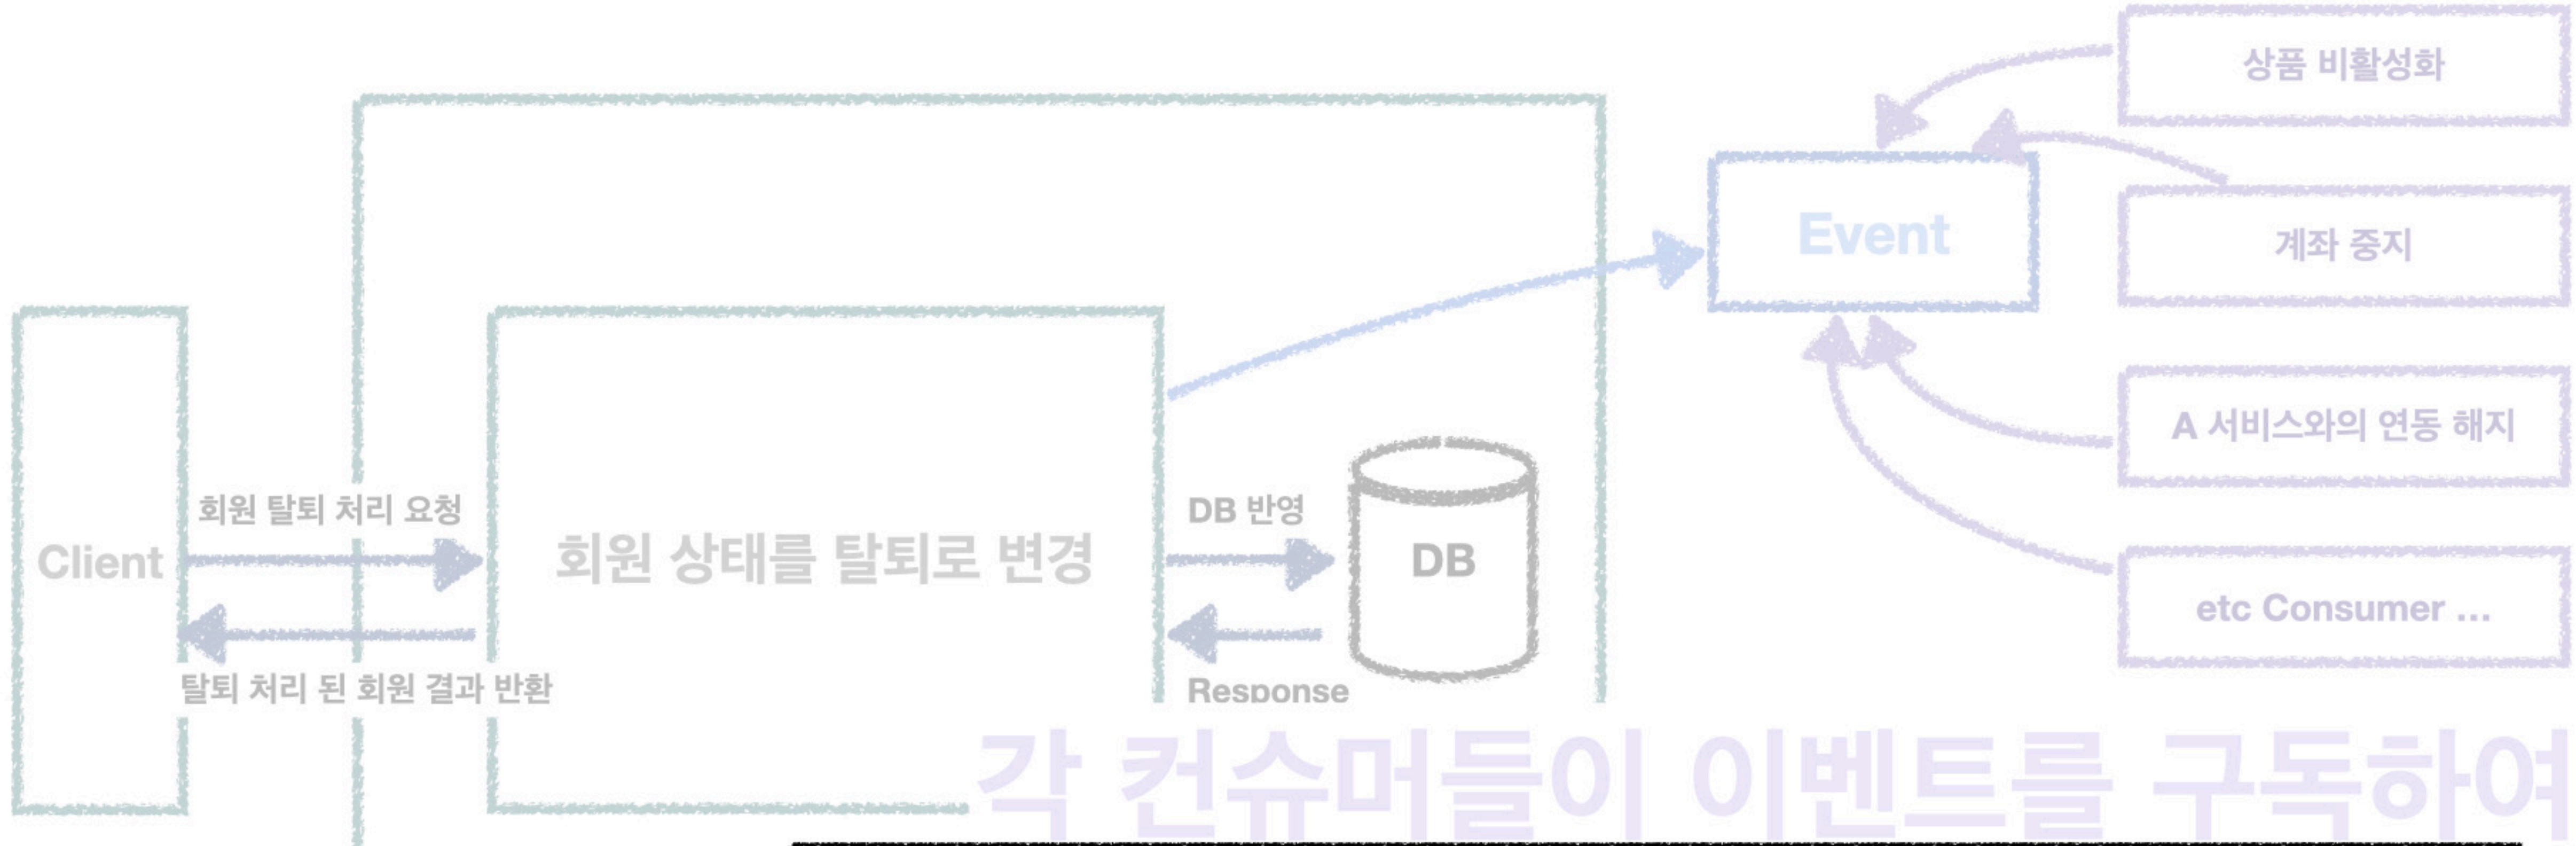 상품 비활성화
Event
계좌 중지
A 서비스와의 연동 해지
회원 탈퇴 처리 요청
DB 반영
Client
회원 상태를 탈퇴로 변경
DB
etc Consumer ...
탈퇴 처리 된 회원 결과 반환
Response
각 컨슈머들이 이벤트를 구독하여